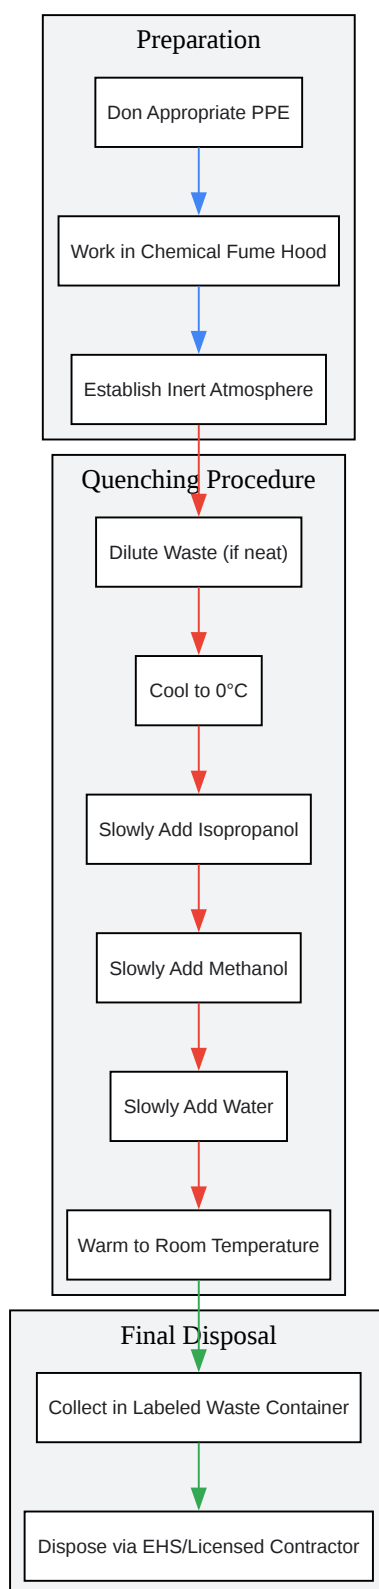 Preparation
Don Appropriate PPE
Work in Chemical Fume Hood
Establish Inert Atmosphere
Quenching Procedure
Dilute Waste (if neat)
Cool to 0°C
Slowly Add Isopropanol
Slowly Add Methanol
Slowly Add Water
Warm to Room Temperature
Final Disposal
Collect in Labeled Waste Container
Dispose via EHS/Licensed Contractor